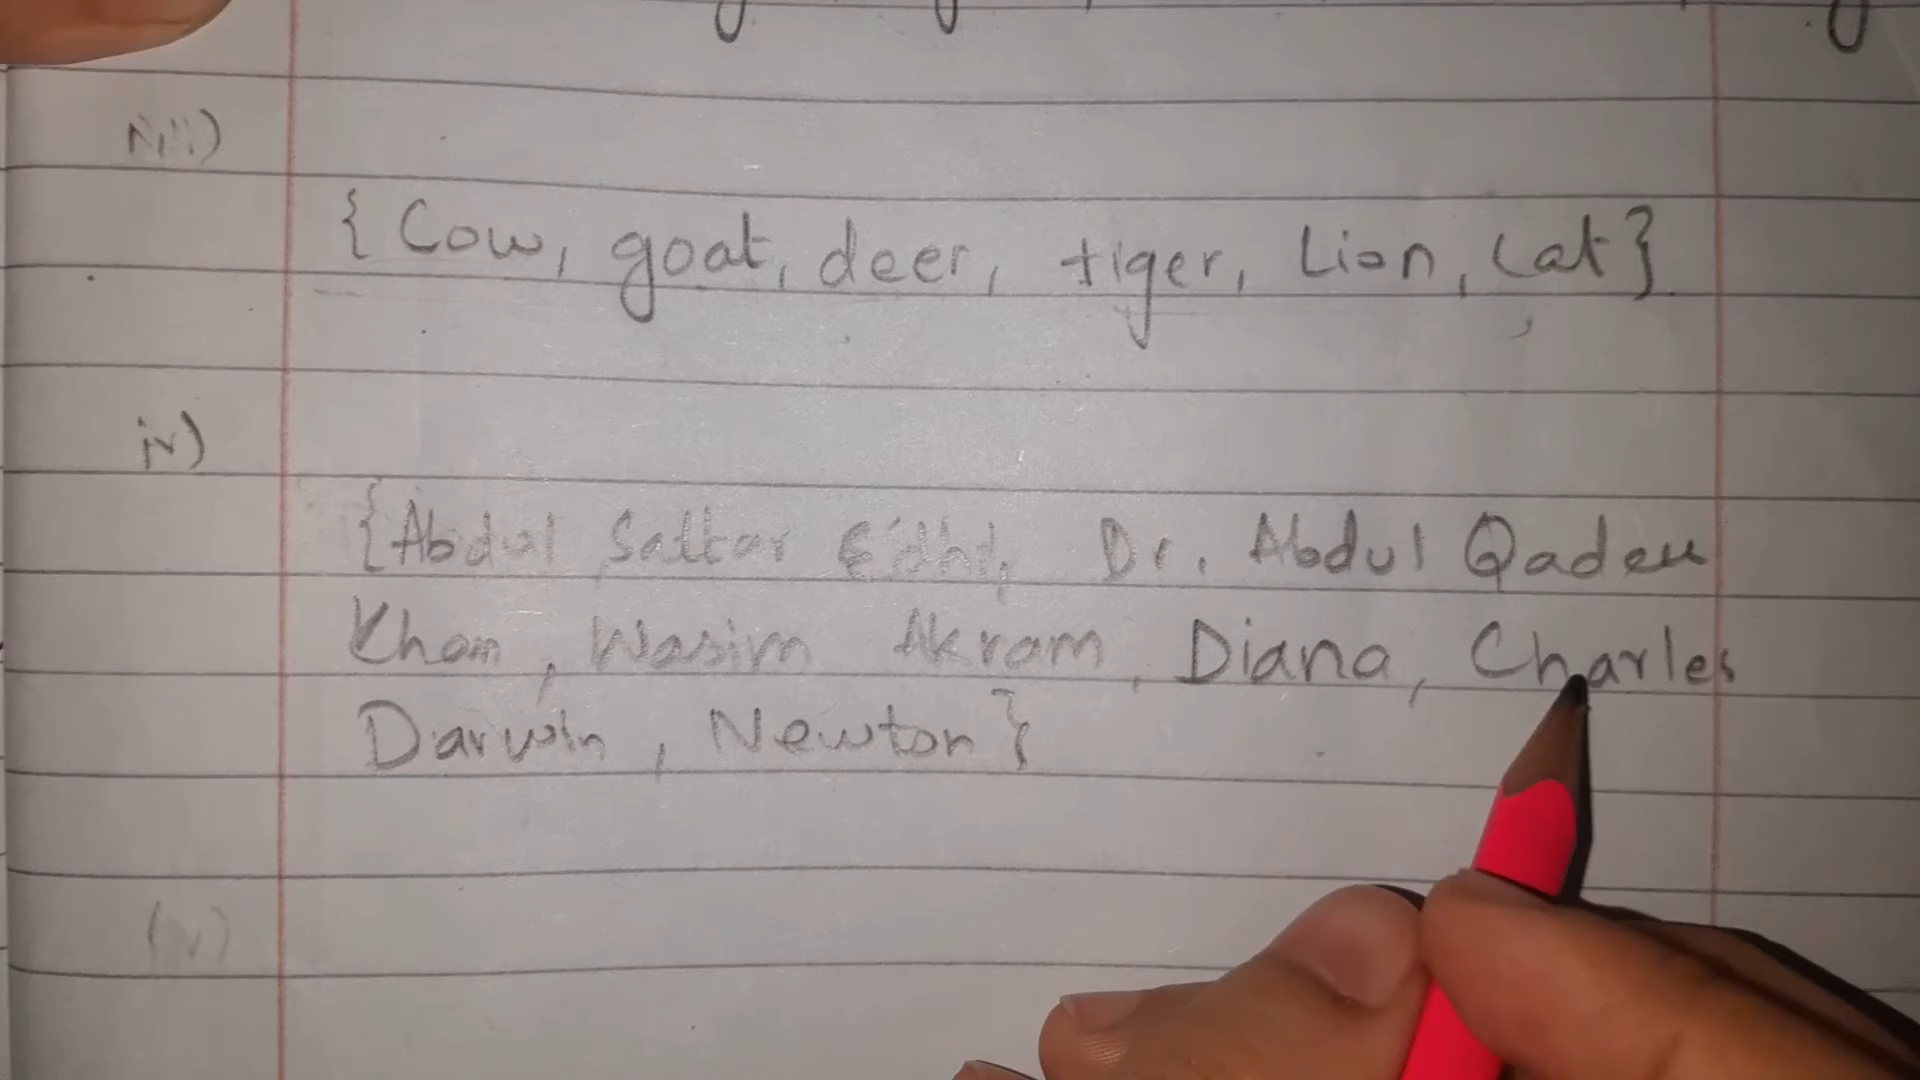 iii)
{ Cow, goat, deer, tiger, Lion, Cat}
iv)
{Abdul Sattar Edhi, Dr. Abdul Qadeer
Khan, Wasim Akram, Diana, Charles
Darwin, Newton}
(v)